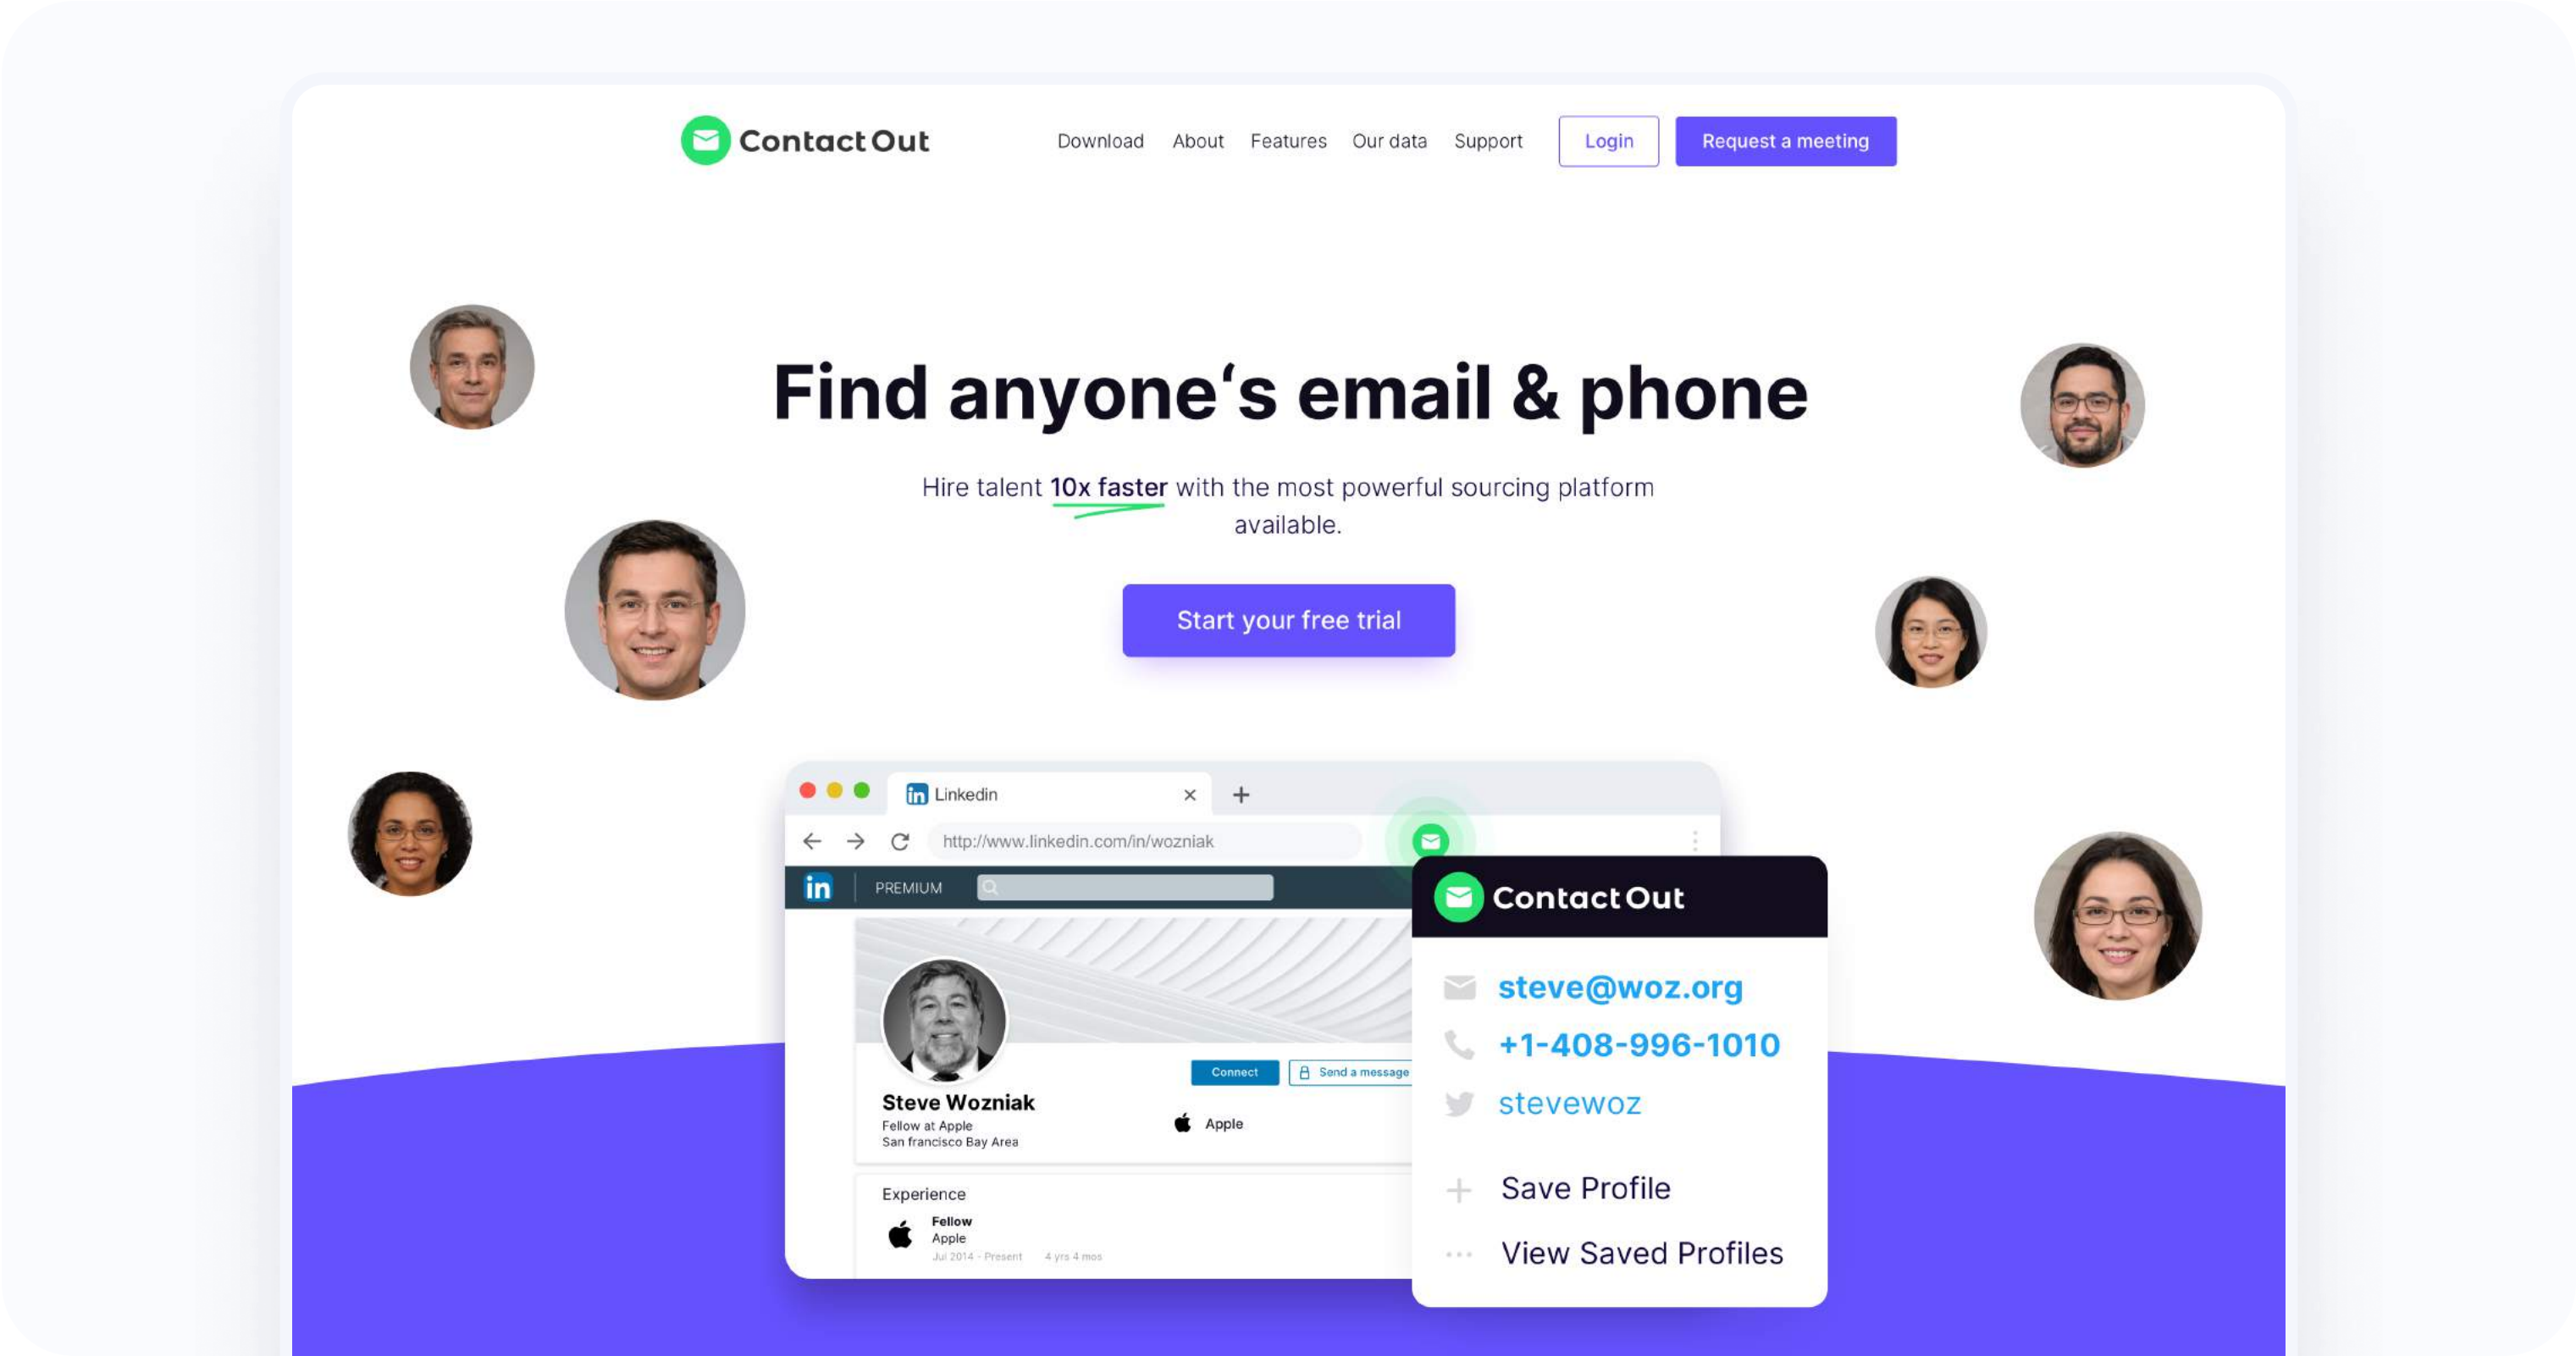 ContactOut
Download About Features Our data Support Login Request a meeting
Find anyone‘s email & phone
Hire talent 10x faster with the most powerful sourcing platform
available.
Start your free trial
Linkedin
http://www.linkedin.com/in/wozniak
in PREMIUM
ContactOut
steve@woz.org
+1-408-996-1010
stevewoz
Save Profile
View Saved Profiles
Connect Send a message
Steve Wozniak
Fellow at Apple
San francisco Bay Area
Apple
Experience
Fellow
Apple
Jul 2014 - Present 4 yrs 4 mos